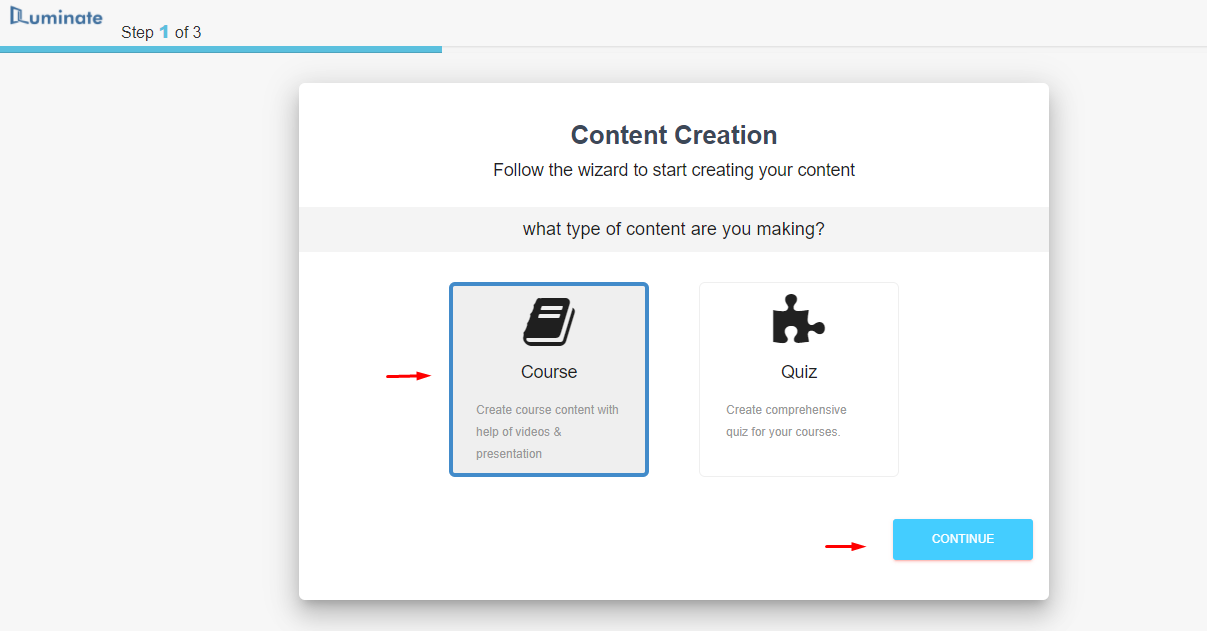 Luminate
Step 1 of 3
Content Creation
Follow the wizard to start creating your content
what type of content are you making?
Course
Create course content with
help of videos &
presentation
Quiz
Create comprehensive
quiz for your courses.
CONTINUE